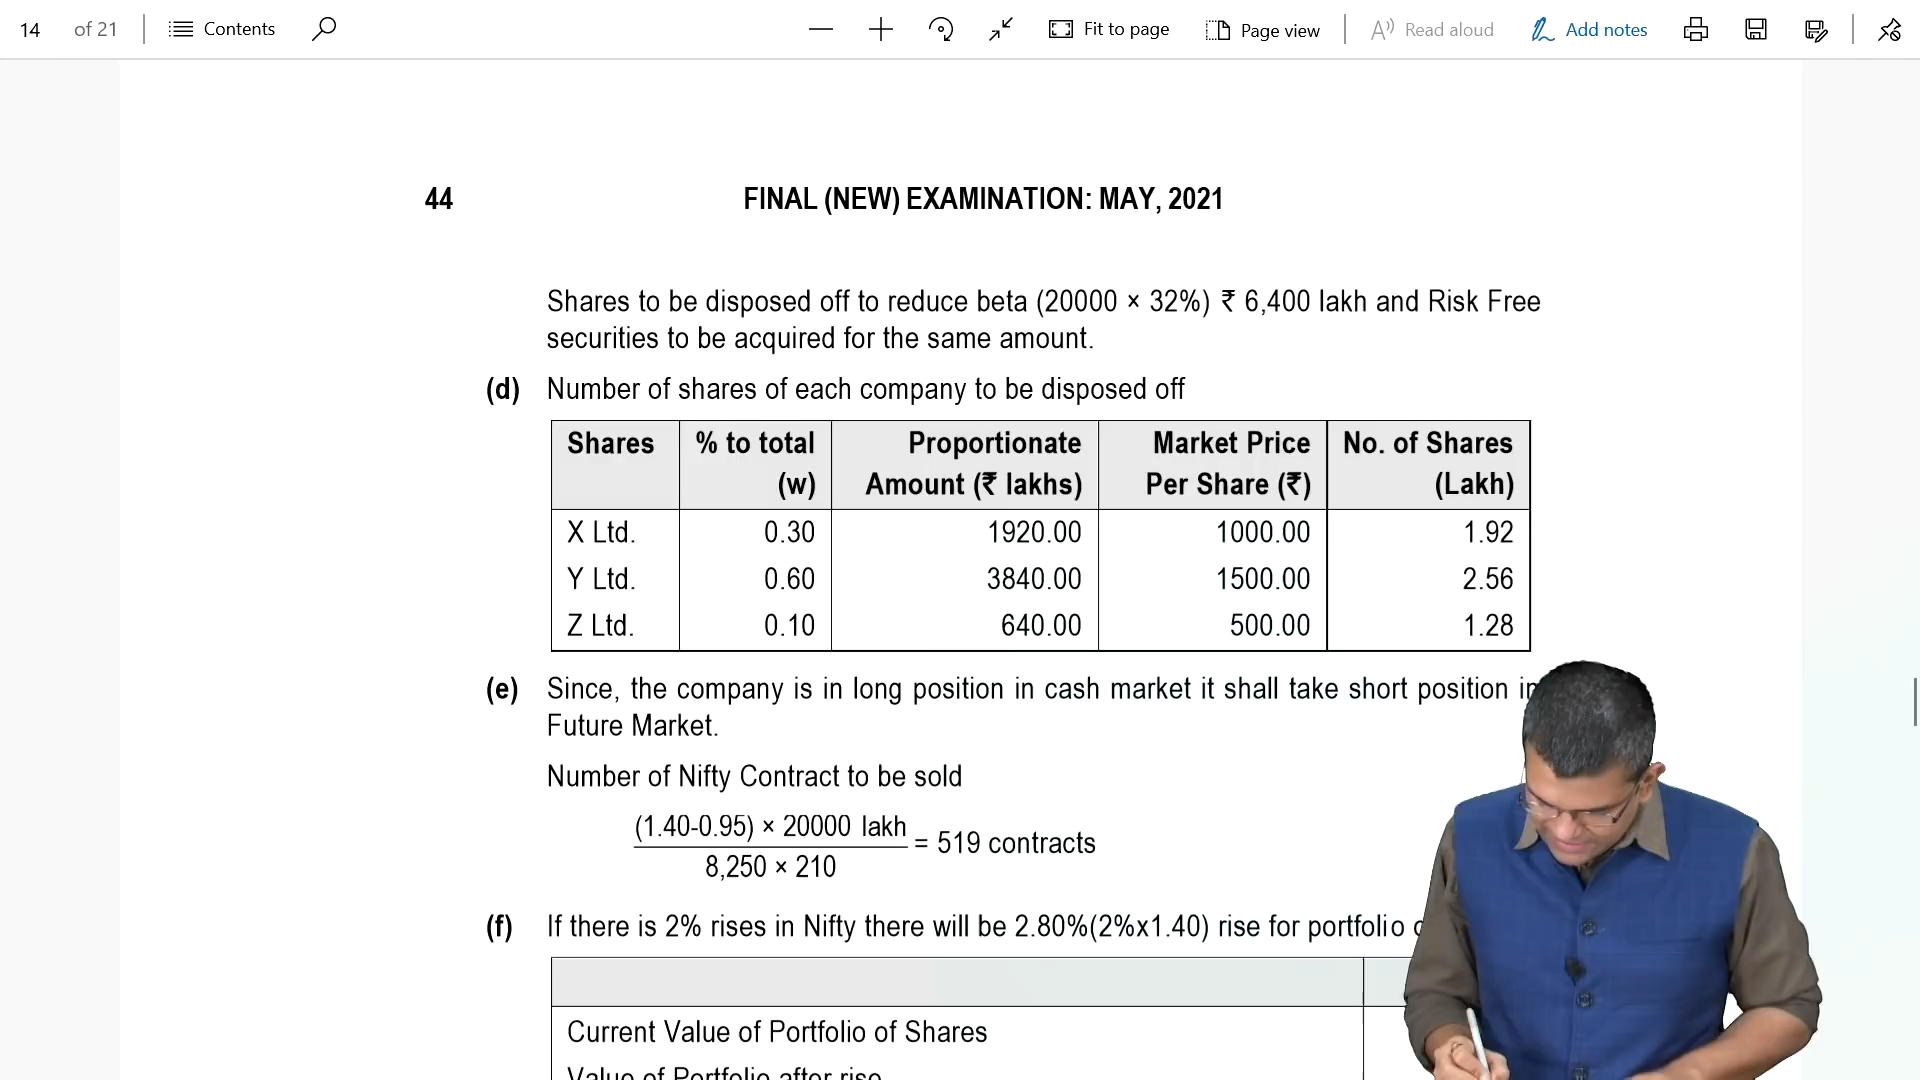 14 of 21 Contents Fit to page Page view Read aloud Add notes
44 FINAL (NEW) EXAMINATION: MAY, 2021
Shares to be disposed off to reduce beta (20000 × 32%) ₹ 6,400 lakh and Risk Free
securities to be acquired for the same amount.
(d) Number of shares of each company to be disposed off
Shares % to total (w) Proportionate Amount (₹ lakhs) Market Price Per Share (₹) No. of Shares (Lakh)
X Ltd. 0.30 1920.00 1000.00 1.92
Y Ltd. 0.60 3840.00 1500.00 2.56
Z Ltd. 0.10 640.00 500.00 1.28
(e) Since, the company is in long position in cash market it shall take short position in
Future Market.
Number of Nifty Contract to be sold
(1.40-0.95) × 20000 lakh
8,250 × 210
= 519 contracts
(f) If there is 2% rises in Nifty there will be 2.80%(2%x1.40) rise for portfolio
Current Value of Portfolio of Shares
Value of Portfolio after rise